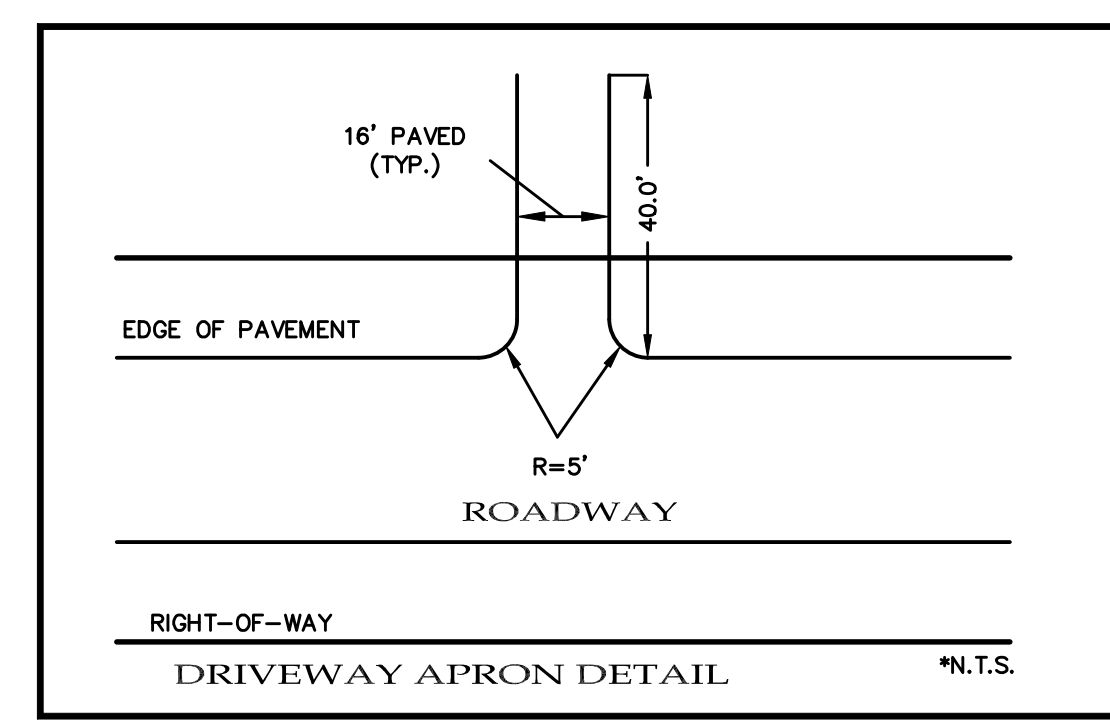 16' PAVED
(TYP.)
40.0'
EDGE OF PAVEMENT
R=5'
ROADWAY
RIGHT-OF-WAY
DRIVEWAY APRON DETAIL
*N.T.S.